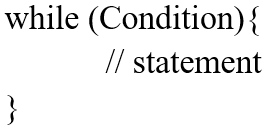 while (Condition){
// statement
}